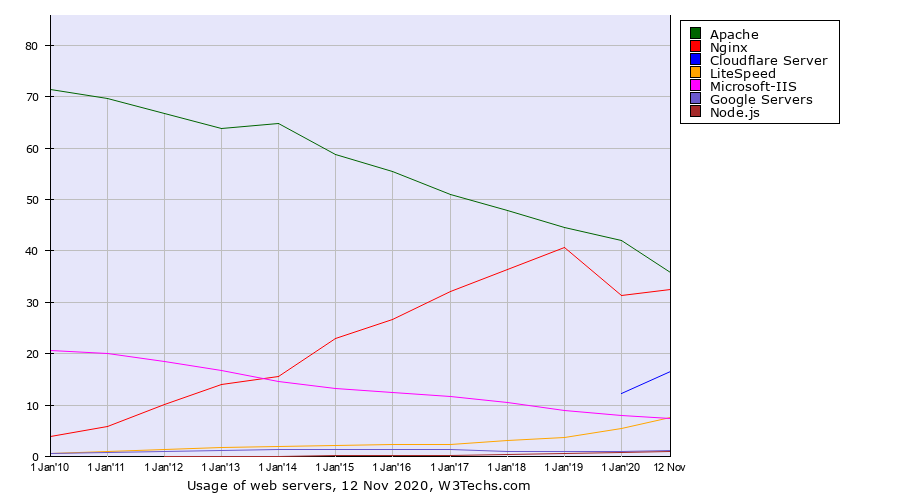 80
70
60
50
40
30
20
10
0
1 Jan'10 1 Jan'11 1 Jan'12 1 Jan'13 1 Jan'14 1 Jan'15 1 Jan'16 1 Jan'17 1 Jan'18 1 Jan'19 1 Jan'20 12 Nov
Usage of web servers, 12 Nov 2020, W3Techs.com
Apache
Nginx
Cloudflare Server
LiteSpeed
Microsoft-IIS
Google Servers
Node.js